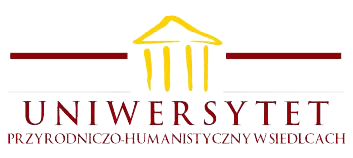 UNIWERSYTET
PRZYRODNICZO-HUMANISTYCZNY W SIEDLCACH